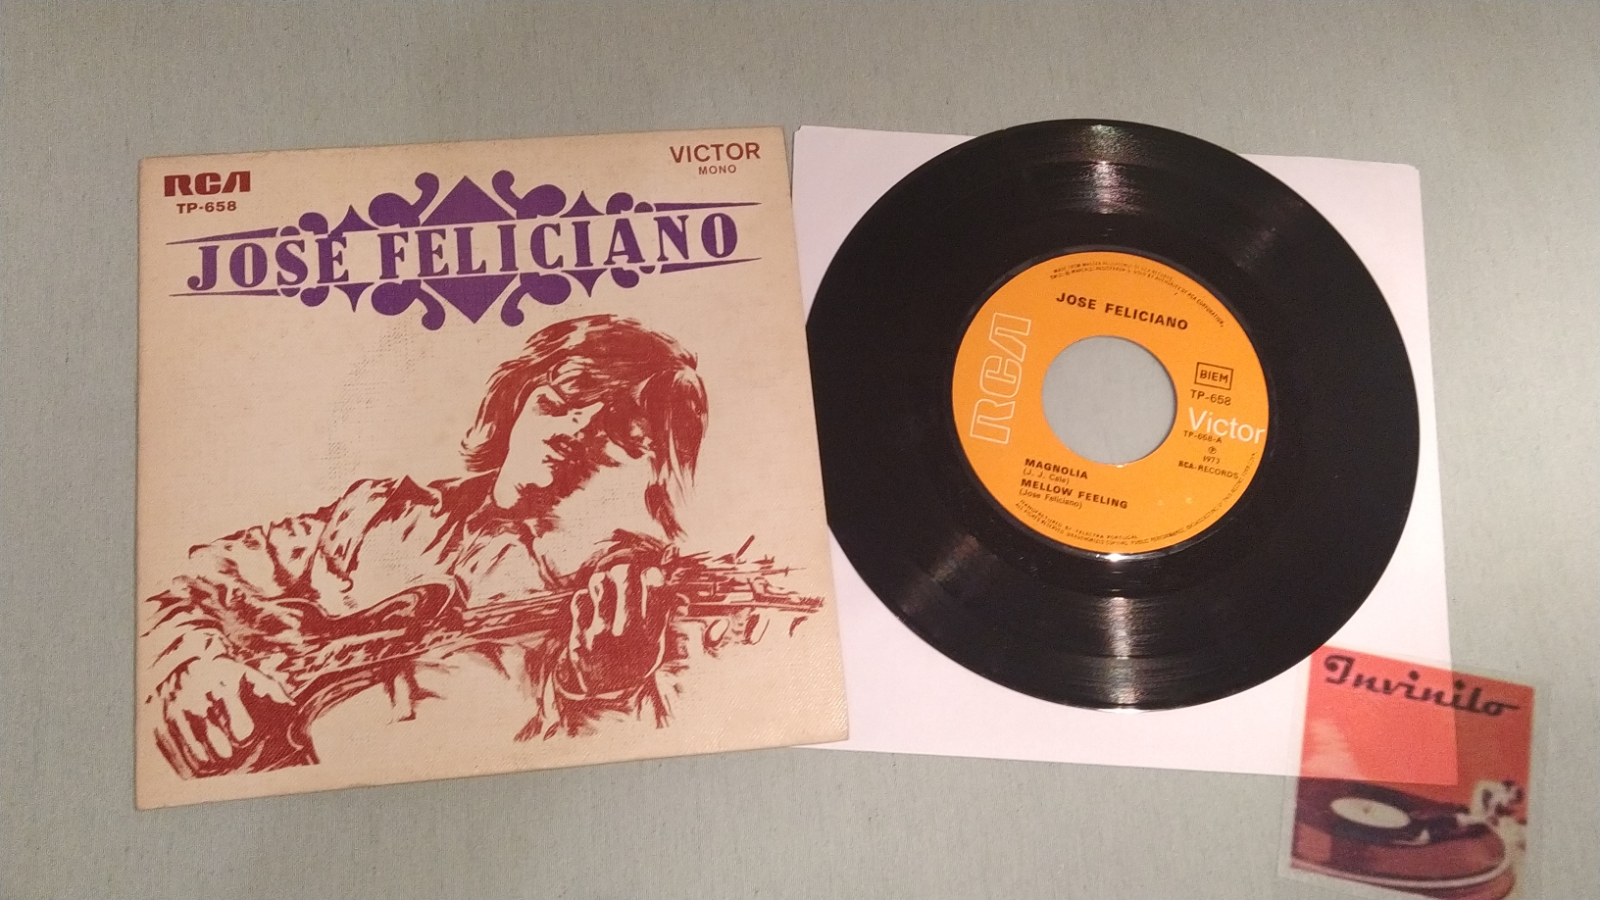 RCA
TP-658
VICTOR
MONO
JOSE FELICIANO
JOSE FELICIANO
RCA
BIEM
TP-658
Victor
TP-658-A
℗
1973
RCA-RECORDS
MAGNOLIA
(J. J. Cale)
MELLOW FEELING
(Jose Feliciano)
Invinilo